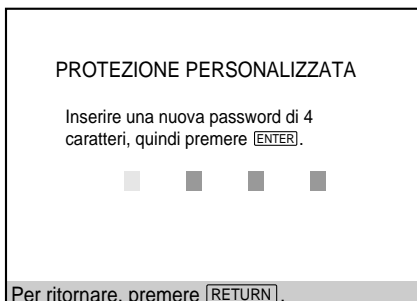 PROTEZIONE PERSONALIZZATA
Inserire una nuova password di 4
caratteri, quindi premere ENTER.
Per ritornare, premere RETURN.